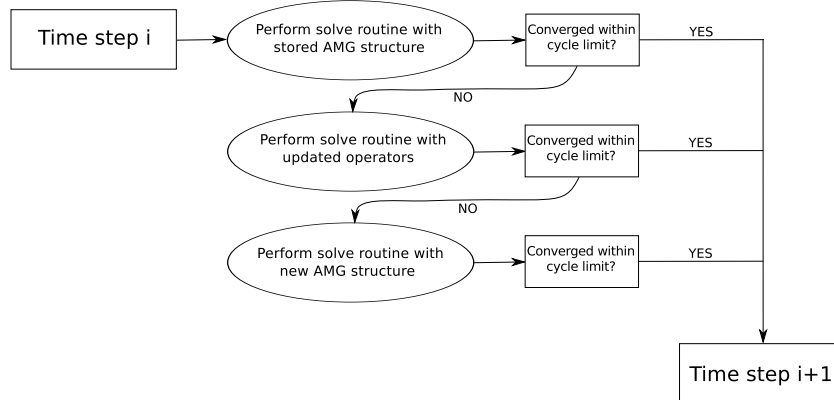 Time step i
Perform solve routine with
stored AMG structure
Converged within
cycle limit?
YES
NO
Perform solve routine with
updated operators
Converged within
cycle limit?
YES
NO
Perform solve routine with
new AMG structure
Converged within
cycle limit?
YES
Time step i+1